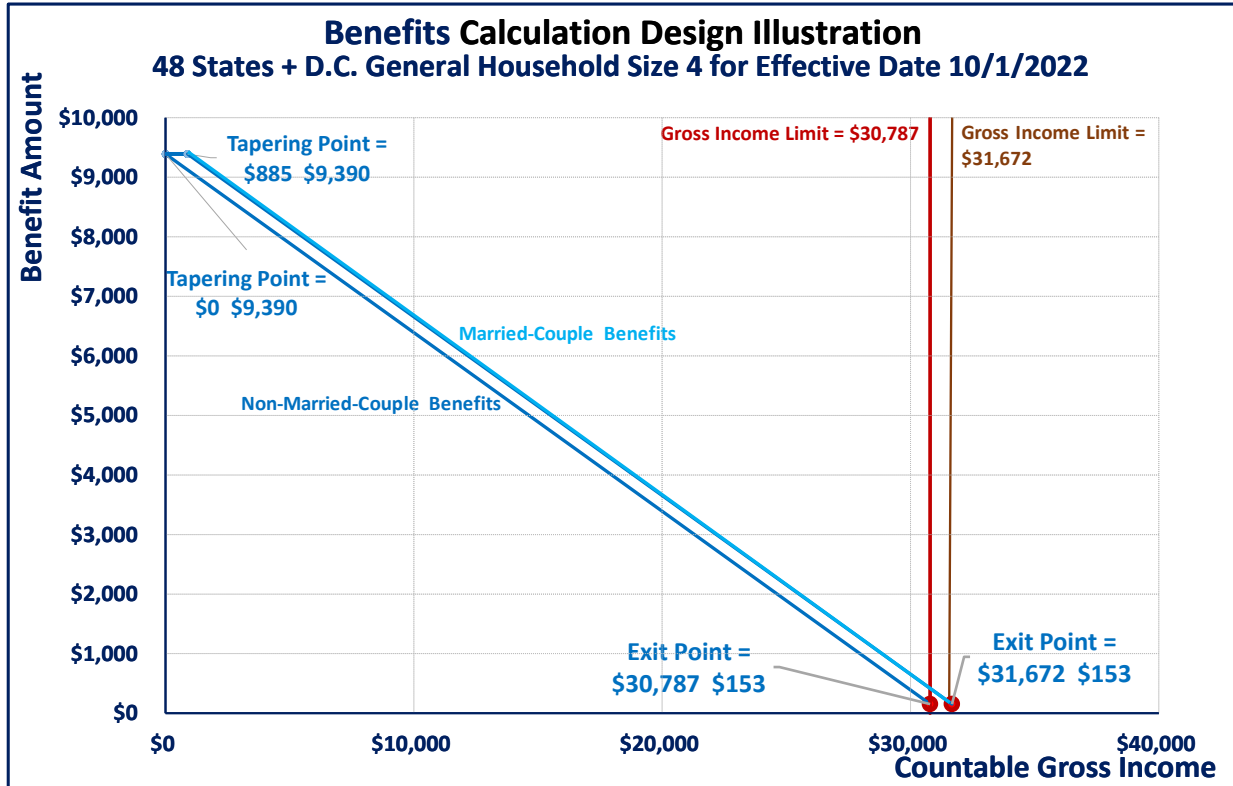 Benefits Calculation Design Illustration
48 States + D.C. General Household Size 4 for Effective Date 10/1/2022
Benefit Amount
$10,000
$9,000
$8,000
$7,000
$6,000
$5,000
$4,000
$3,000
$2,000
$1,000
$0
Tapering Point =
$885 $9,390
Tapering Point =
$0 $9,390
Gross Income Limit = $30,787
Gross Income Limit =
$31,672
Married-Couple Benefits
Non-Married-Couple Benefits
Exit Point =
$30,787 $153
Exit Point =
$31,672 $153
$0
$10,000
$20,000
$30,000
$40,000
Countable Gross Income